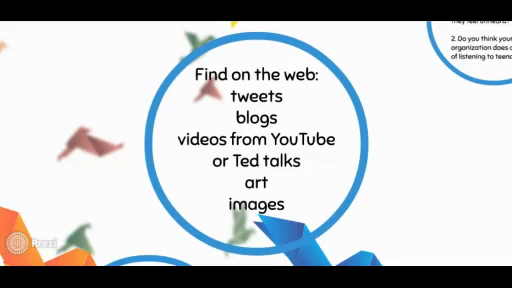 Find on the web:
tweets
blogs
videos from YouTube
or Ted talks
art
images
they feel unheard?
2. Do you think your
organization does a
of listening to teena
Prezi